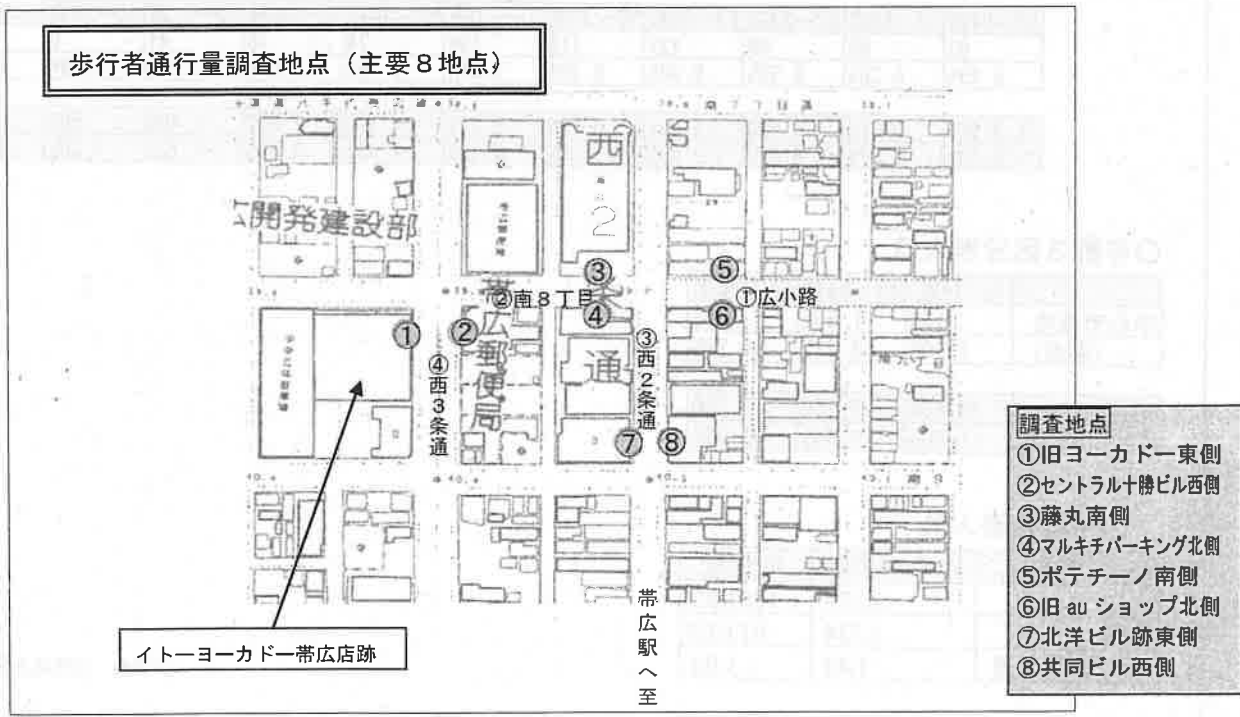 歩行者通行量調査地点（主要８地点）
開発建設部
西
２
条
通
③
⑤
②南８丁目
①広小路
④
⑥
①
②
帯広郵便局
③西２条通
④西３条通
⑦
⑧
調査地点
①旧ヨーカドー東側
②セントラル十勝ビル西側
③藤丸南側
④マルキチパーキング北側
⑤ポテチーノ南側
⑥旧 au ショップ北側
⑦北洋ビル跡東側
⑧共同ビル西側
イトーヨーカドー帯広店跡
帯広駅へ至